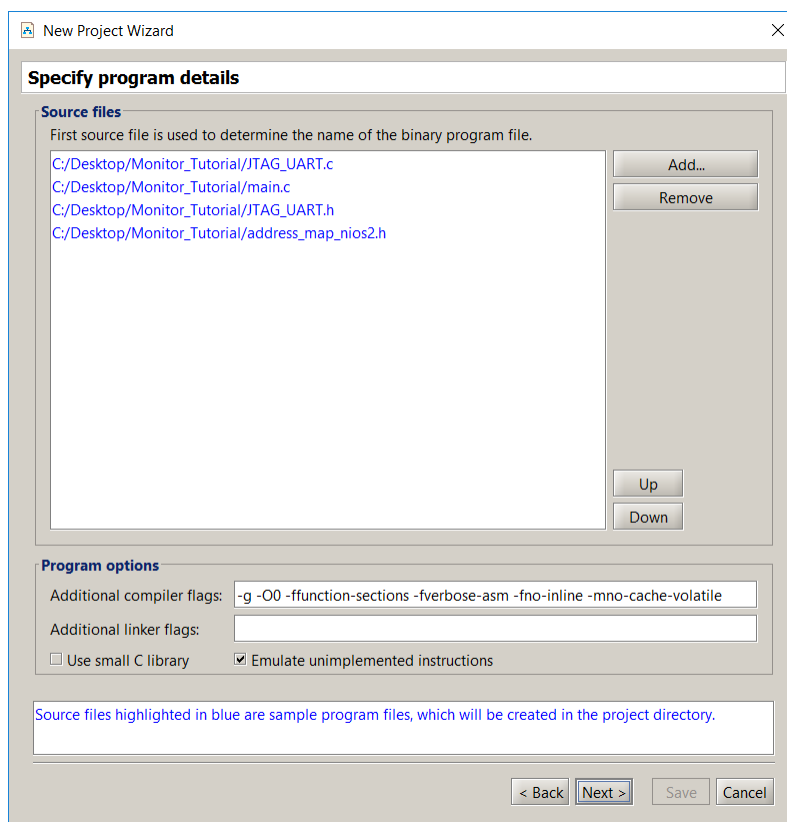 New Project Wizard
Specify program details
Source files
First source file is used to determine the name of the binary program file.
C:/Desktop/Monitor_Tutorial/JTAG_UART.c
C:/Desktop/Monitor_Tutorial/main.c
C:/Desktop/Monitor_Tutorial/JTAG_UART.h
C:/Desktop/Monitor_Tutorial/address_map_nios2.h
Add...
Remove
Up
Down
Program options
Additional compiler flags: -g -O0 -ffunction-sections -fverbose-asm -fno-inline -mno-cache-volatile
Additional linker flags:
Use small C library Emulate unimplemented instructions
Source files highlighted in blue are sample program files, which will be created in the project directory.
< Back Next > Save Cancel